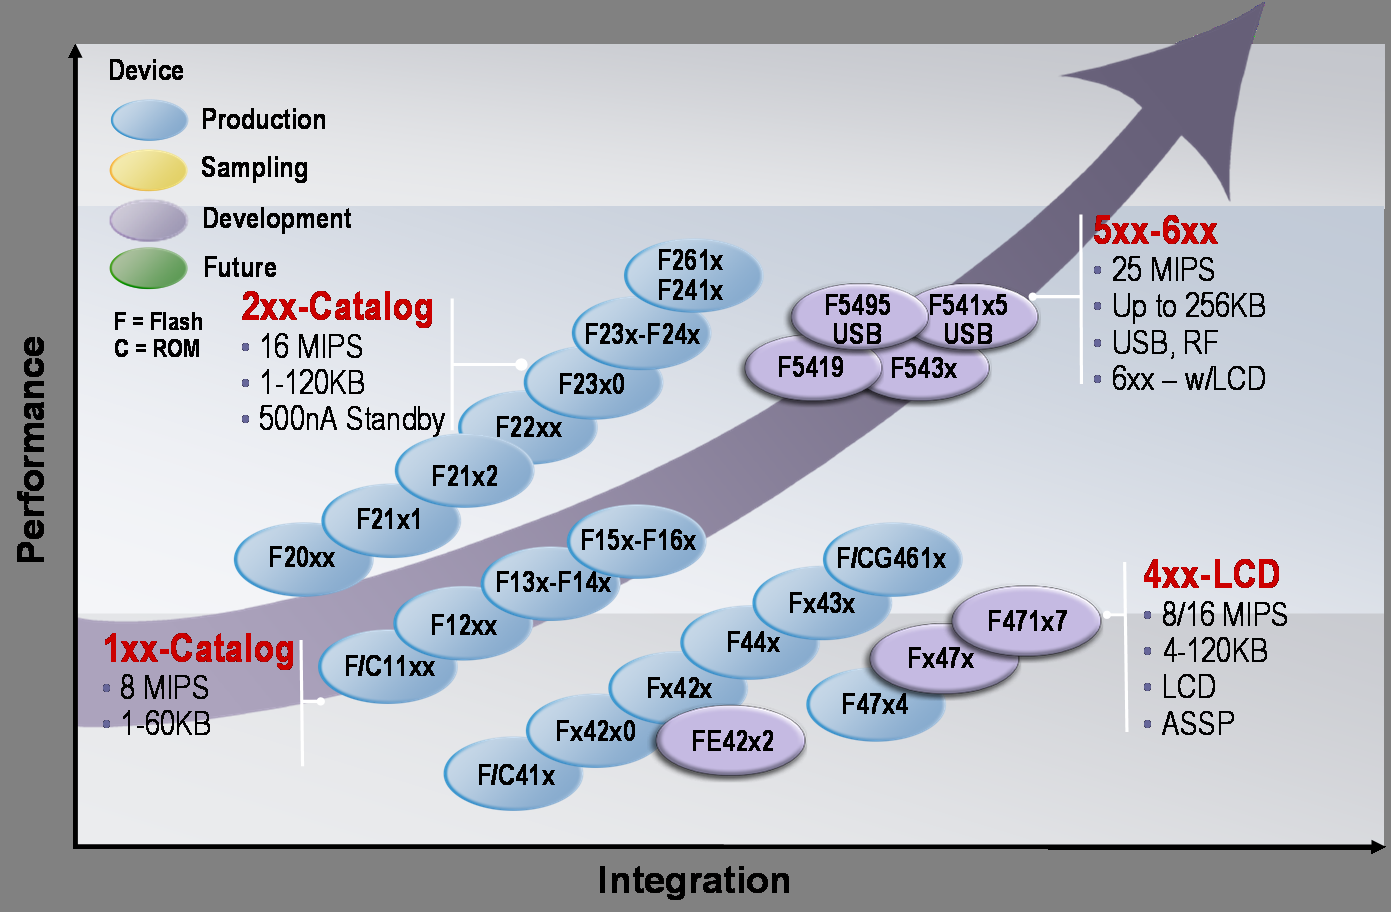 Device
Production
Sampling
Development
Future
F = Flash
C = ROM
2xx-Catalog
▪ 16 MIPS
▪ 1-120KB
▪ 500nA Standby
F261x
F241x
F23x-F24x
F23x0
F22xx
F21x2
F21x1
F20xx
5xx-6xx
▪ 25 MIPS
▪ Up to 256KB
▪ USB, RF
▪ 6xx – w/LCD
F5495
USB
F541x5
USB
F5419
F543x
1xx-Catalog
▪ 8 MIPS
▪ 1-60KB
F15x-F16x
F13x-F14x
F12xx
F/C11xx
4xx-LCD
▪ 8/16 MIPS
▪ 4-120KB
▪ LCD
▪ ASSP
F/CG461x
Fx43x
F44x
Fx42x
Fx42x0
F/C41x
F471x7
Fx47x
F47x4
FE42x2
Performance
Integration